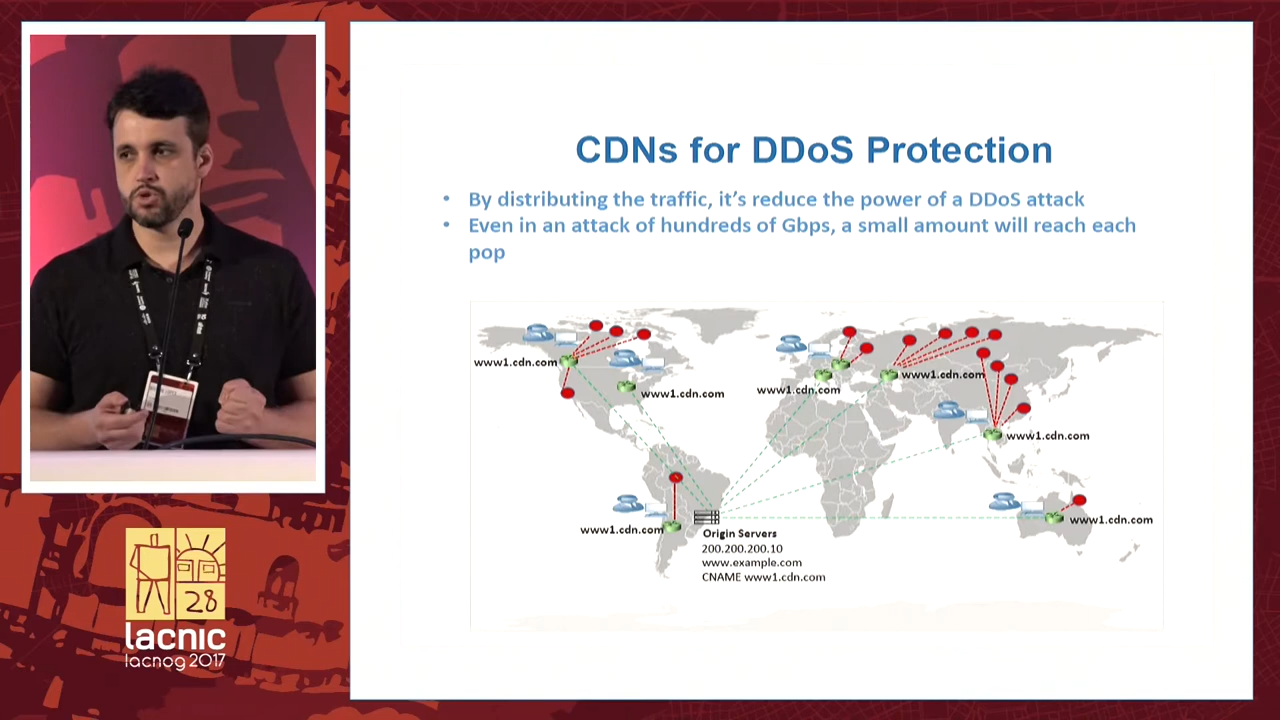 CDNs for DDoS Protection
• By distributing the traffic, it's reduce the power of a DDoS attack
• Even in an attack of hundreds of Gbps, a small amount will reach each
pop
www1.cdn.com
www1.cdn.com
www1.cdn.com
www1.cdn.com
www1.cdn.com
www1.cdn.com
www1.cdn.com
Origin Servers
200.200.200.10
www.example.com
CNAME www1.cdn.com
28
lacnic
lacnog 2017